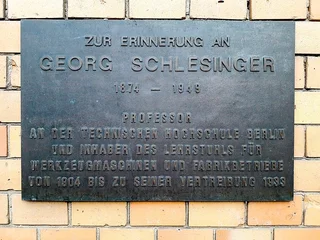 ZUR ERINNERUNG AN
GEORG SCHLESINGER
1874 — 1949
PROFESSOR
AN DER TECHNISCHEN HOCHSCHULE BERLIN
UND INHABER DES LEHRSTUHLS FÜR
WERKZEUGMASCHINEN UND FABRIKBETRIEBE
VON 1904 BIS ZU SEINER VERTREIBUNG 1933